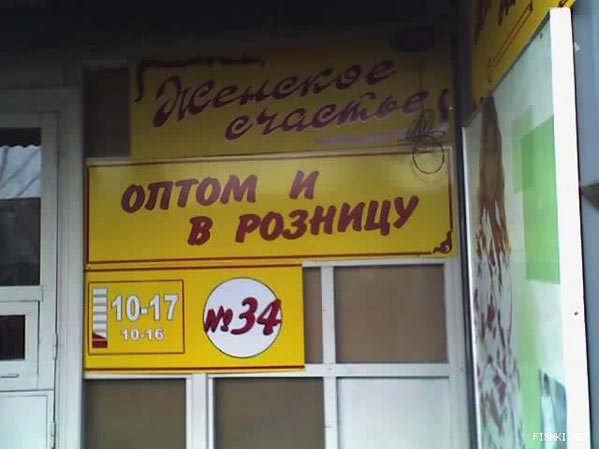 Женское
счастье
ОПТОМ И
В РОЗНИЦУ
10-17
10-16
№34
FISHKI.NET